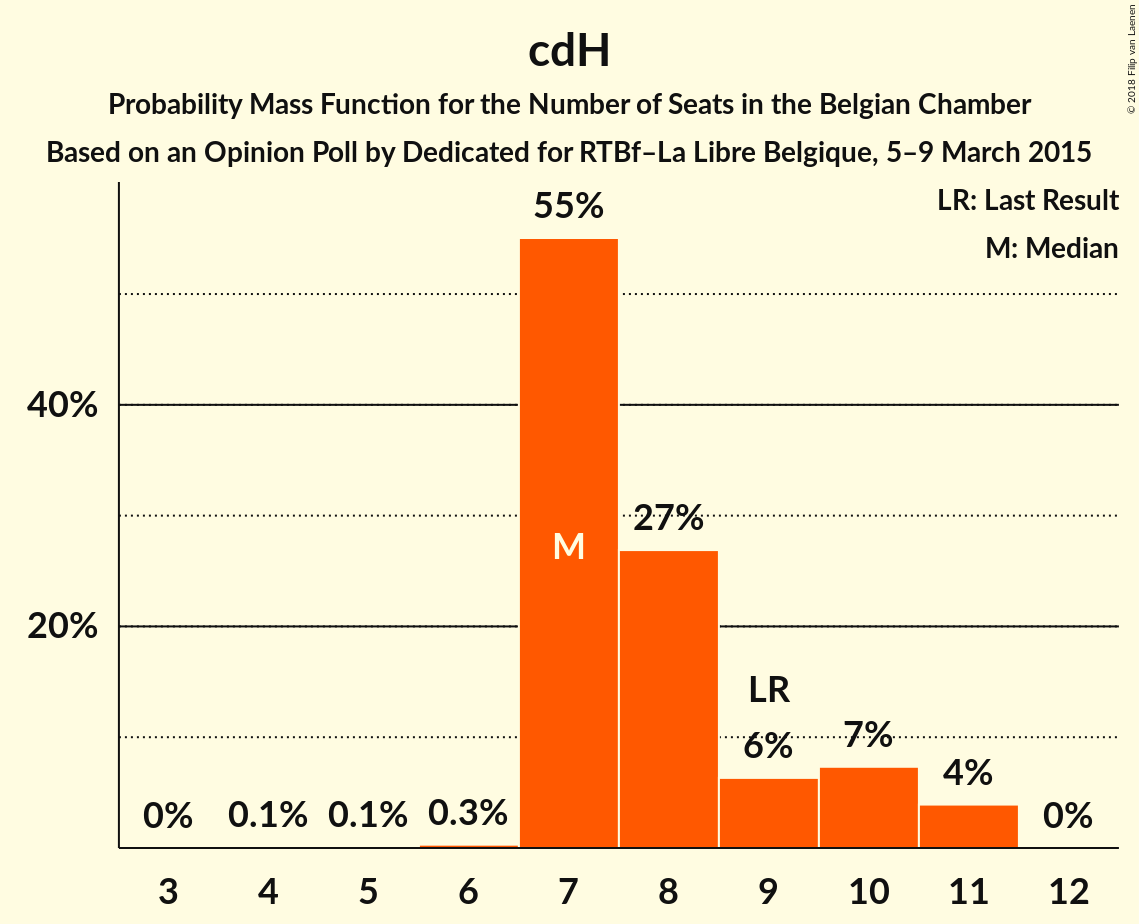 cdH
Probability Mass Function for the Number of Seats in the Belgian Chamber
Based on an Opinion Poll by Dedicated for RTBf–La Libre Belgique, 5–9 March 2015
© 2018 Filip van Laenen
LR: Last Result
M: Median
55%
40%
27%
M
20%
LR
6%
7%
4%
0%
0.1%
0.1%
0.3%
0%
3 4 5 6 7 8 9 10 11 12